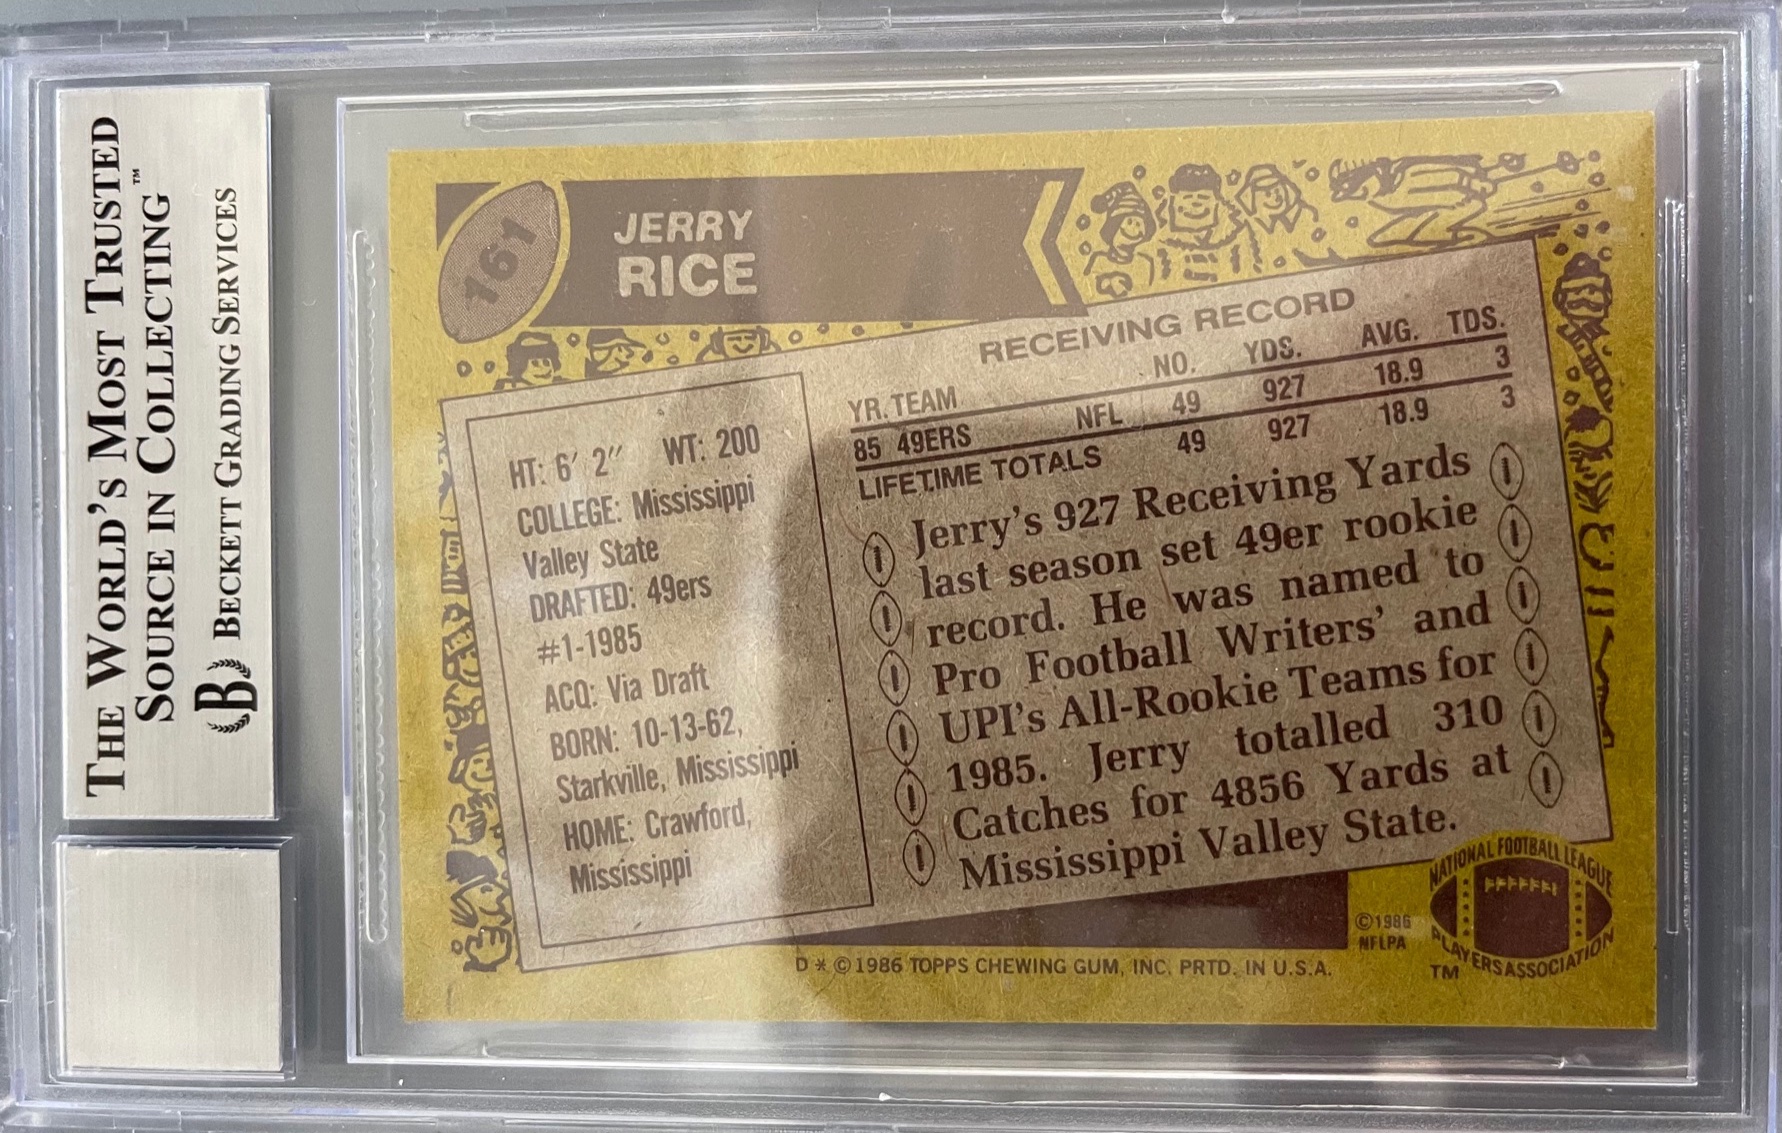 THE WORLD'S MOST TRUSTED
SOURCE IN COLLECTING™
B BECKETT GRADING SERVICES
161
JERRY
RICE
RECEIVING RECORD
YR. TEAM NO. YDS. AVG. TDS.
85 49ERS NFL 49 927 18.9 3
LIFETIME TOTALS 49 927 18.9 3
HT: 6′ 2″ WT: 200
COLLEGE: Mississippi
Valley State
DRAFTED: 49ers
#1-1985
ACQ: Via Draft
BORN: 10-13-62,
Starkville, Mississippi
HOME: Crawford,
Mississippi
Jerry's 927 Receiving Yards
last season set 49er rookie
record. He was named to
Pro Football Writers' and
UPI's All-Rookie Teams for
1985. Jerry totalled 310
Catches for 4856 Yards at
Mississippi Valley State.
©1986
NFLPA
NATIONAL FOOTBALL LEAGUE
PLAYERS ASSOCIATION
TM
D * © 1986 TOPPS CHEWING GUM, INC. PRTD. IN U.S.A.